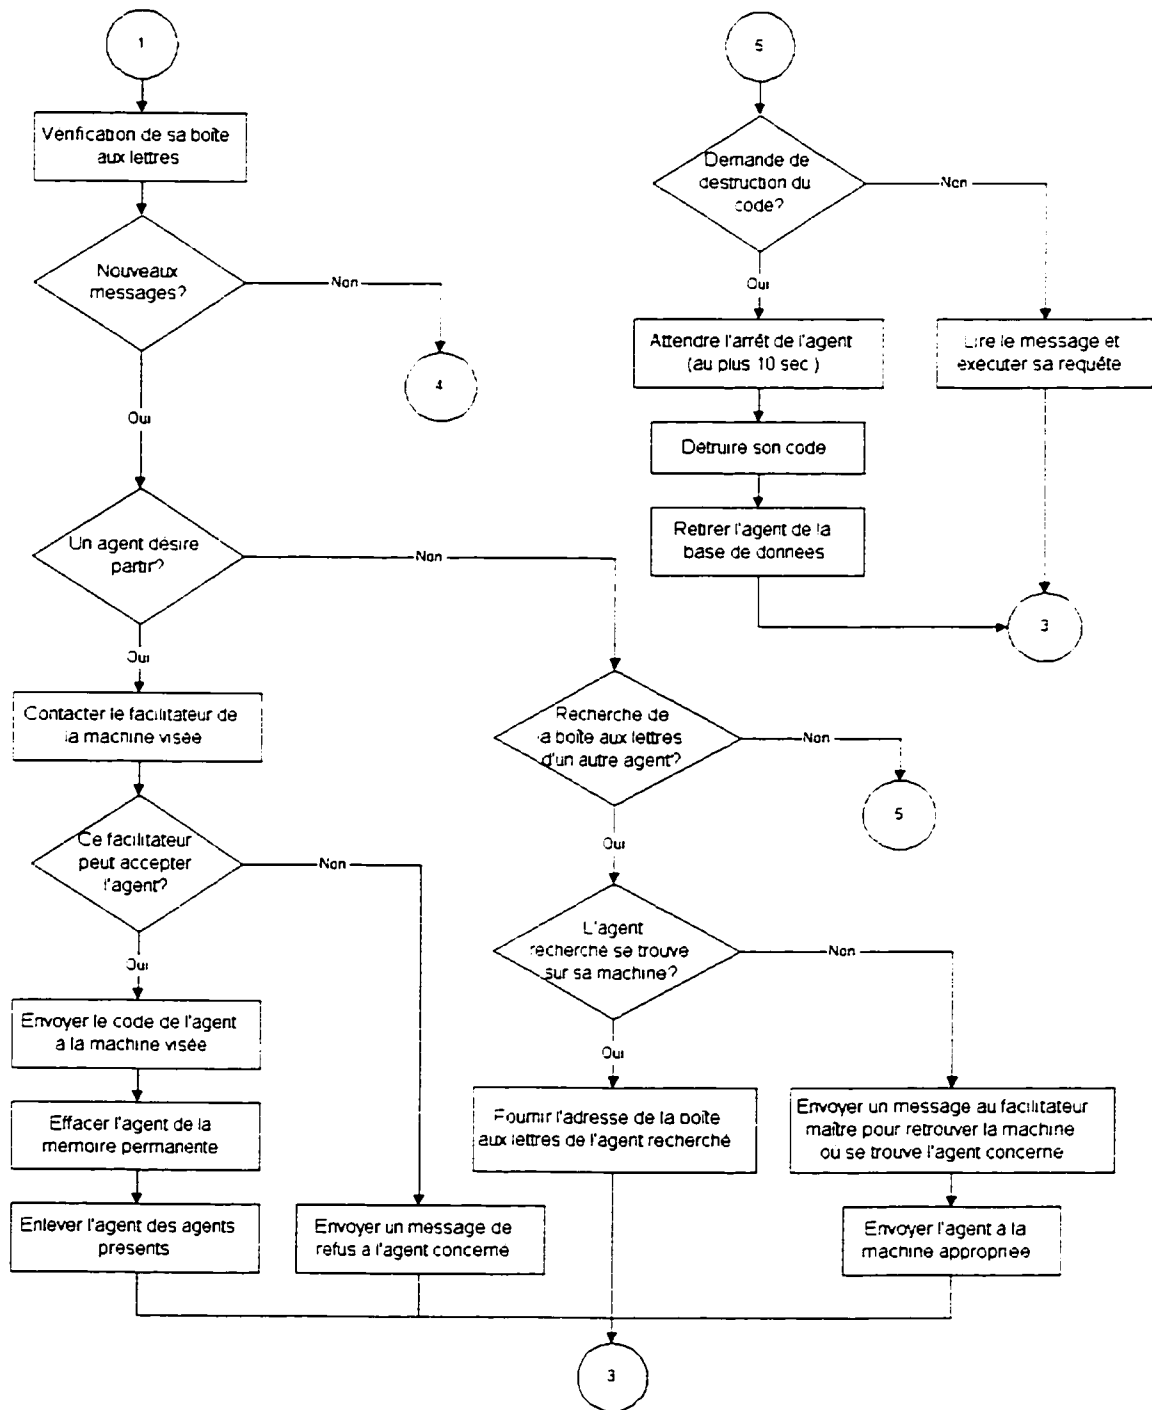 1
Verification de sa boîte
aux lettres
Nouveaux
messages?
Non
4
Oui
Un agent désire
partir?
Non
Oui
Contacter le facilitateur de
la machine visée
Ce facilitateur
peut accepter
l'agent?
Non
Oui
Envoyer le code de l'agent
à la machine visée
Effacer l'agent de la
mémoire permanente
Enlever l'agent des agents
presents
Envoyer un message de
refus a l'agent concerne
Recherche de
la boîte aux lettres
d'un autre agent?
Non
5
Oui
L'agent
recherché se trouve
sur sa machine?
Non
Oui
Fournir l'adresse de la boîte
aux lettres de l'agent recherché
Envoyer un message au facilitateur
maître pour retrouver la machine
où se trouve l'agent concerne
Envoyer l'agent à la
machine appropriée
3
5
Demande de
destruction du
code?
Non
Oui
Attendre l'arrêt de l'agent
(au plus 10 sec )
Detruire son code
Retirer l'agent de la
base de données
Lire le message et
exécuter sa requête
3